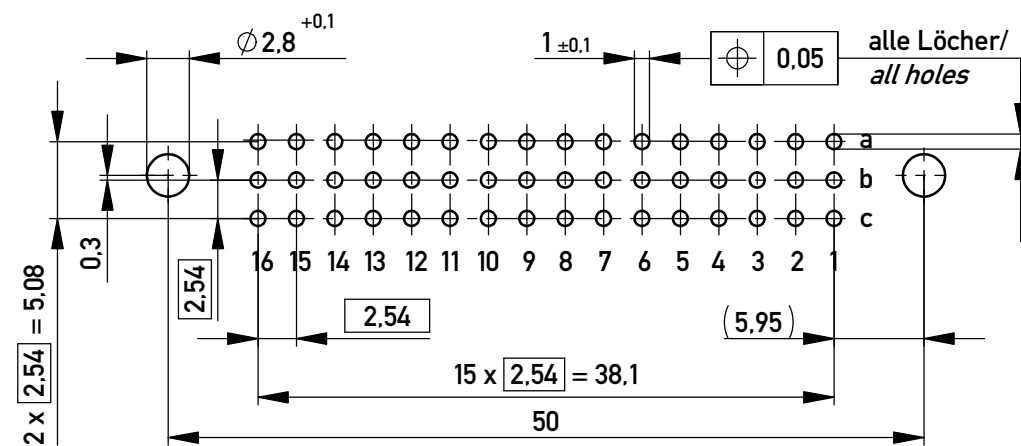 ⌀ 2,8 +0,1
1 ±0,1
⌖ 0,05
alle Löcher/
all holes
a
b
c
16 15 14 13 12 11 10 9 8 7 6 5 4 3 2 1
0,3
2,54
2 x 2,54 = 5,08
2,54
(5,95)
15 x 2,54 = 38,1
50